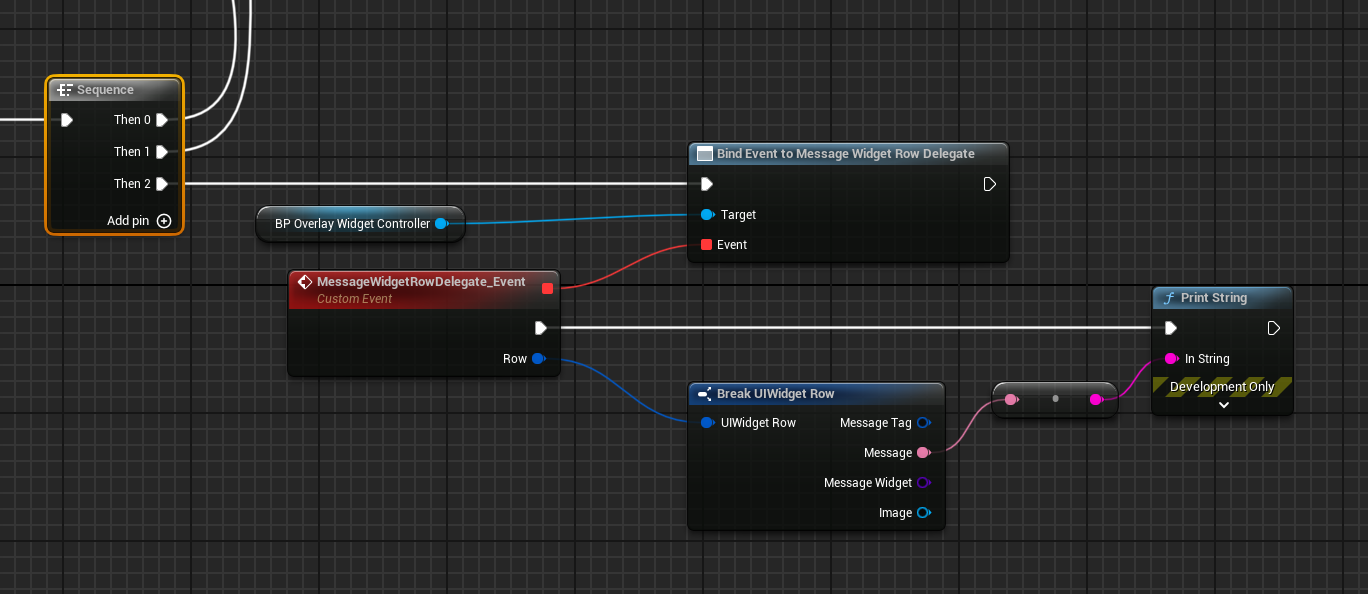 Sequence
Then 0
Then 1
Then 2
Add pin
BP Overlay Widget Controller
Bind Event to Message Widget Row Delegate
Target
Event
MessageWidgetRowDelegate_Event
Custom Event
Row
Break UIWidget Row
UIWidget Row
Message Tag
Message
Message Widget
Image
Print String
In String
Development Only